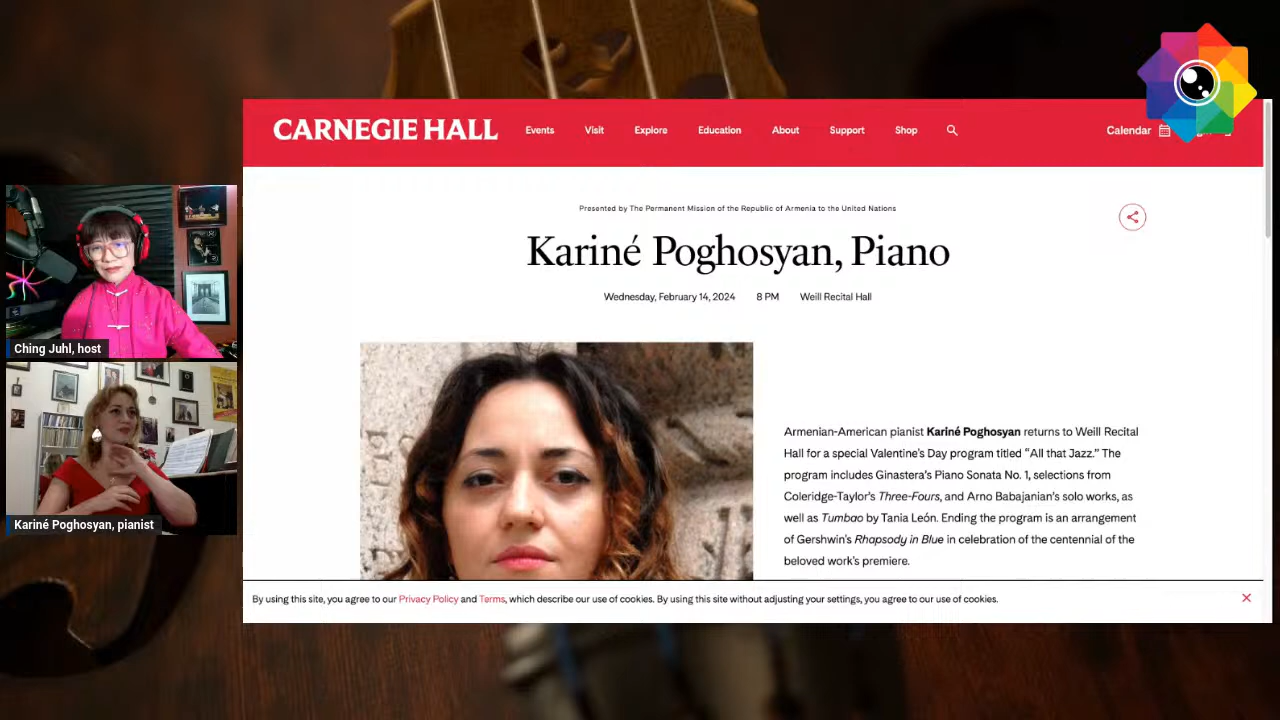 CARNEGIE HALL
Events
Visit
Explore
Education
About
Support
Shop
Calendar
Presented by The Permanent Mission of the Republic of Armenia to the United Nations
Kariné Poghosyan, Piano
Wednesday, February 14, 2024 8 PM Weill Recital Hall
Ching Juhl, host
Kariné Poghosyan, pianist
Armenian-American pianist Kariné Poghosyan returns to Weill Recital
Hall for a special Valentine's Day program titled “All that Jazz.” The
program includes Ginastera's Piano Sonata No. 1, selections from
Coleridge-Taylor's Three-Fours, and Arno Babajanian's solo works, as
well as Tumbao by Tania León. Ending the program is an arrangement
of Gershwin's Rhapsody in Blue in celebration of the centennial of the
beloved work's premiere.
By using this site, you agree to our Privacy Policy and Terms, which describe our use of cookies. By using this site without adjusting your settings, you agree to our use of cookies.